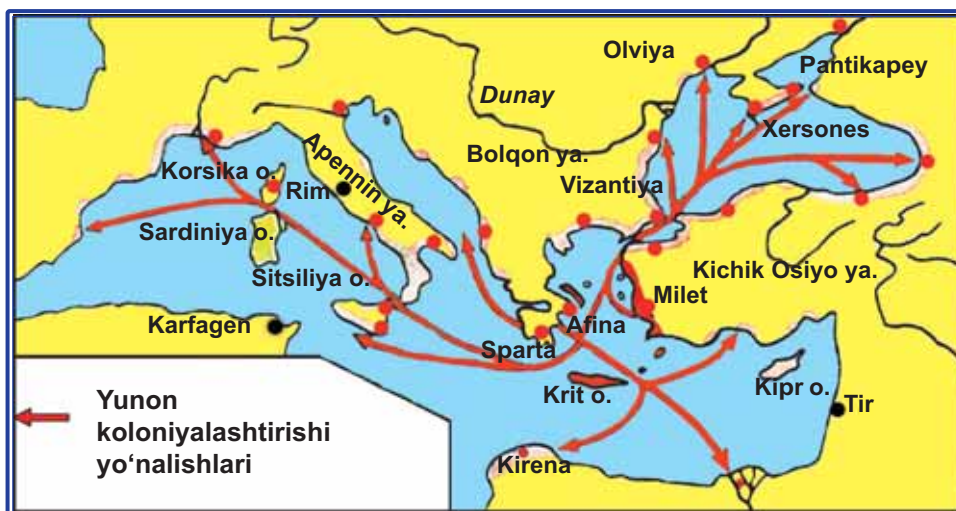 Olviya
Pantikapey
Dunay
Xersones
Bolqon ya.
Korsika o.
Apennin ya.
Rim
Vizantiya
Sardiniya o.
Sitsiliya o.
Kichik Osiyo ya.
Milet
Karfagen
Afina
Sparta
Krit o.
Kipr o.
Tir
Kirena
Yunon
koloniyalashtirishi
yo‘nalishlari